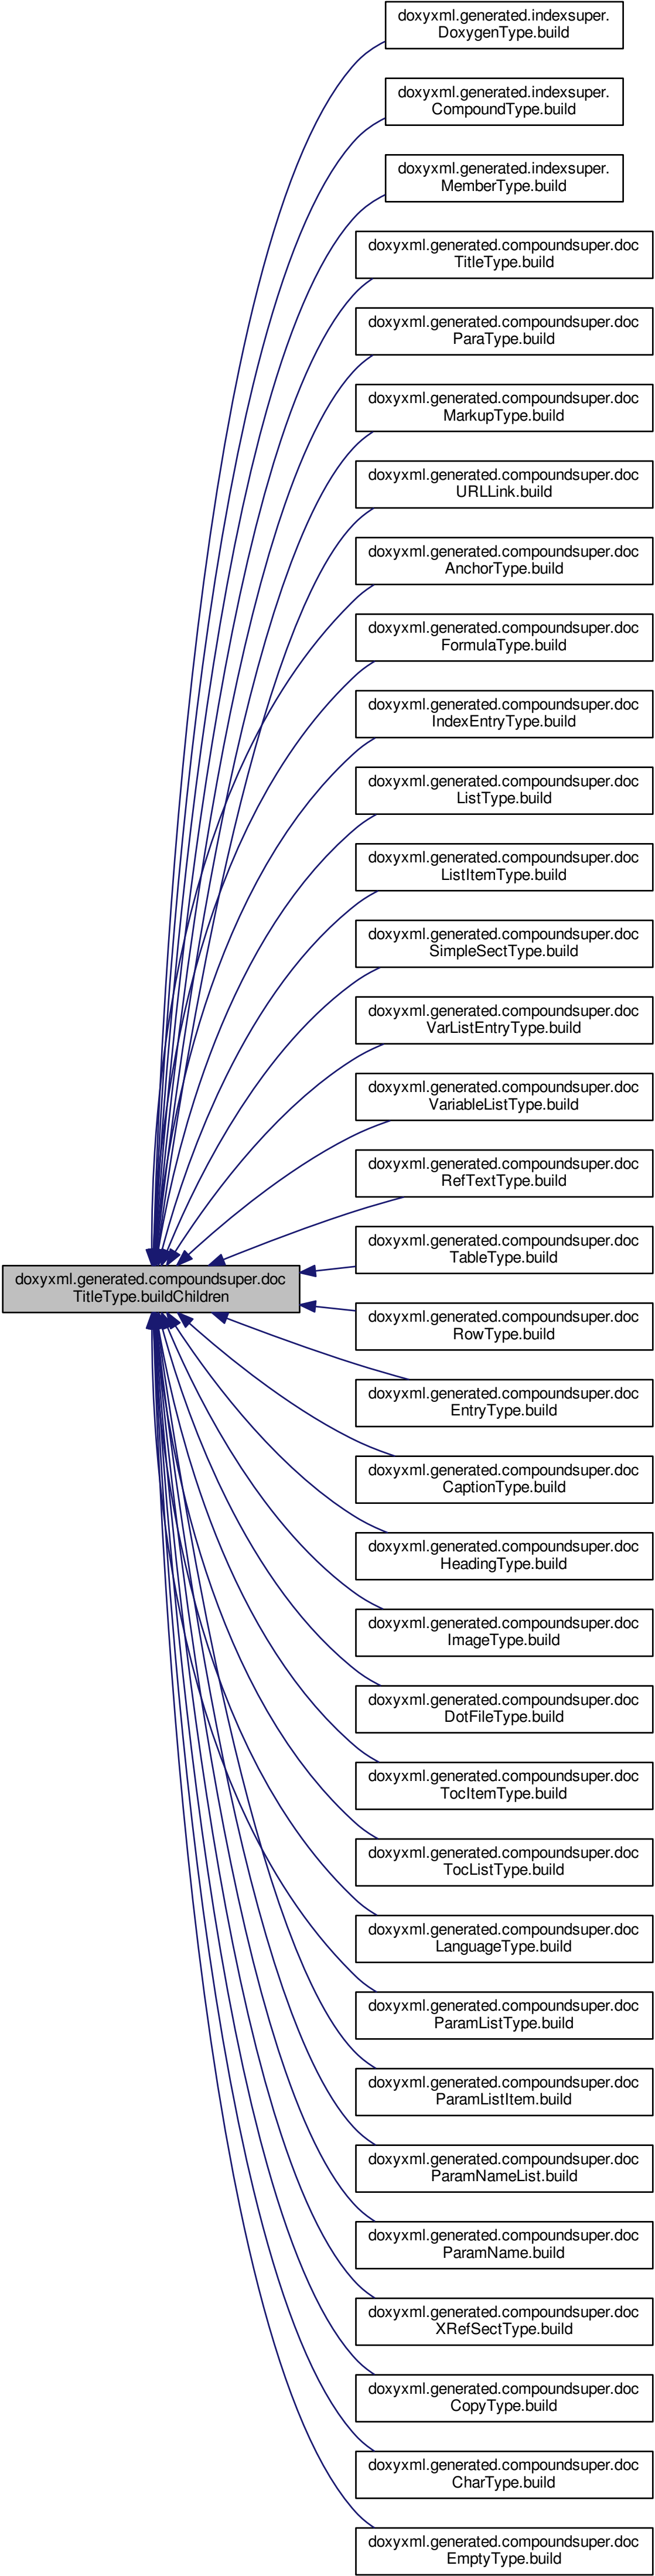 doxyxml.generated.indexsuper.
DoxygenType.build
doxyxml.generated.indexsuper.
CompoundType.build
doxyxml.generated.indexsuper.
MemberType.build
doxyxml.generated.compoundsuper.doc
TitleType.build
doxyxml.generated.compoundsuper.doc
ParaType.build
doxyxml.generated.compoundsuper.doc
MarkupType.build
doxyxml.generated.compoundsuper.doc
URLLink.build
doxyxml.generated.compoundsuper.doc
AnchorType.build
doxyxml.generated.compoundsuper.doc
FormulaType.build
doxyxml.generated.compoundsuper.doc
IndexEntryType.build
doxyxml.generated.compoundsuper.doc
ListType.build
doxyxml.generated.compoundsuper.doc
ListItemType.build
doxyxml.generated.compoundsuper.doc
SimpleSectType.build
doxyxml.generated.compoundsuper.doc
VarListEntryType.build
doxyxml.generated.compoundsuper.doc
VariableListType.build
doxyxml.generated.compoundsuper.doc
RefTextType.build
doxyxml.generated.compoundsuper.doc
TableType.build
doxyxml.generated.compoundsuper.doc
TitleType.buildChildren
doxyxml.generated.compoundsuper.doc
RowType.build
doxyxml.generated.compoundsuper.doc
EntryType.build
doxyxml.generated.compoundsuper.doc
CaptionType.build
doxyxml.generated.compoundsuper.doc
HeadingType.build
doxyxml.generated.compoundsuper.doc
ImageType.build
doxyxml.generated.compoundsuper.doc
DotFileType.build
doxyxml.generated.compoundsuper.doc
TocItemType.build
doxyxml.generated.compoundsuper.doc
TocListType.build
doxyxml.generated.compoundsuper.doc
LanguageType.build
doxyxml.generated.compoundsuper.doc
ParamListType.build
doxyxml.generated.compoundsuper.doc
ParamListItem.build
doxyxml.generated.compoundsuper.doc
ParamNameList.build
doxyxml.generated.compoundsuper.doc
ParamName.build
doxyxml.generated.compoundsuper.doc
XRefSectType.build
doxyxml.generated.compoundsuper.doc
CopyType.build
doxyxml.generated.compoundsuper.doc
CharType.build
doxyxml.generated.compoundsuper.doc
EmptyType.build